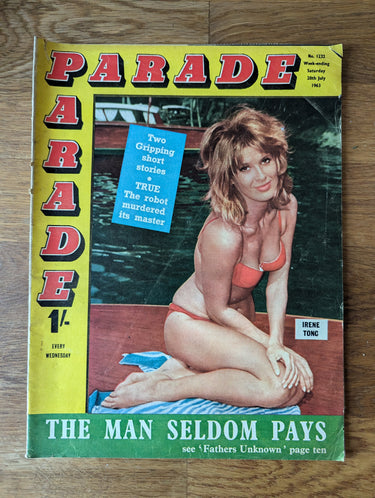 PARADE
PARADE
No. 1233
Week-ending
Saturday
20th July
1963
Two
Gripping
short
stories
•
TRUE
The robot
murdered
its master
1/-
EVERY
WEDNESDAY
IRENE
TONG
THE MAN SELDOM PAYS
see 'Fathers Unknown' page ten